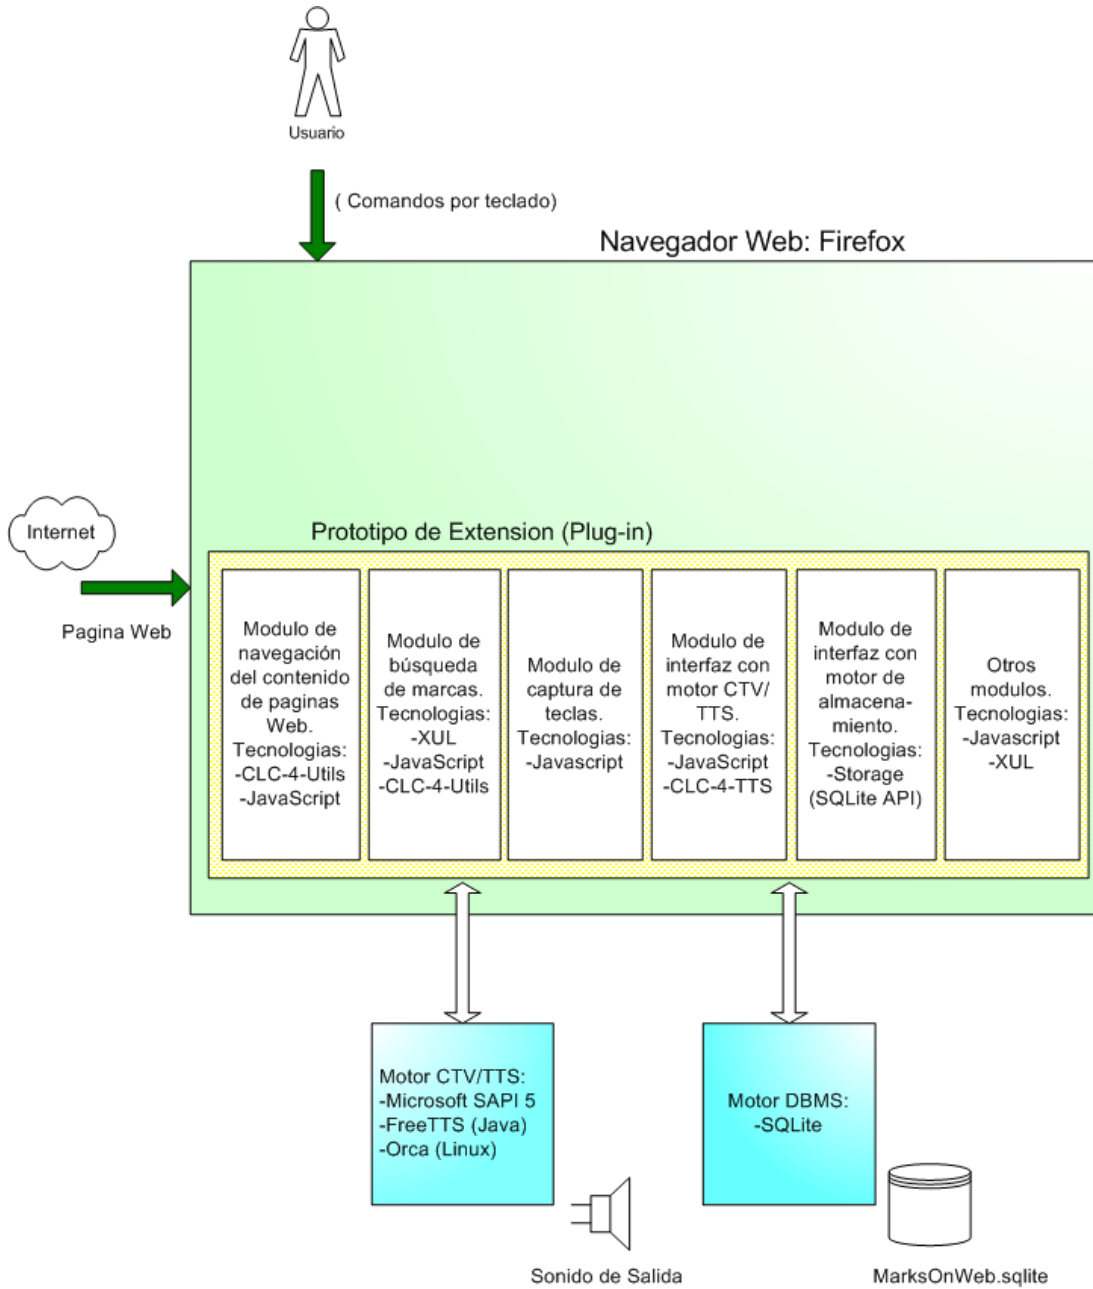 Usuario
( Comandos por teclado)
Navegador Web: Firefox
Internet
Pagina Web
Prototipo de Extension (Plug-in)
Modulo de
navegación
del contenido
de paginas
Web.
Tecnologias:
-CLC-4-Utils
-JavaScript
Modulo de
búsqueda
de marcas.
Tecnologias:
-XUL
-JavaScript
-CLC-4-Utils
Modulo de
captura de
teclas.
Tecnologias:
-Javascript
Modulo de
interfaz con
motor CTV/
TTS.
Tecnologias:
-JavaScript
-CLC-4-TTS
Modulo de
interfaz con
motor de
almacena-
miento.
Tecnologias:
-Storage
(SQLite API)
Otros
modulos.
Tecnologias:
-Javascript
-XUL
Motor CTV/TTS:
-Microsoft SAPI 5
-FreeTTS (Java)
-Orca (Linux)
Motor DBMS:
-SQLite
Sonido de Salida
MarksOnWeb.sqlite